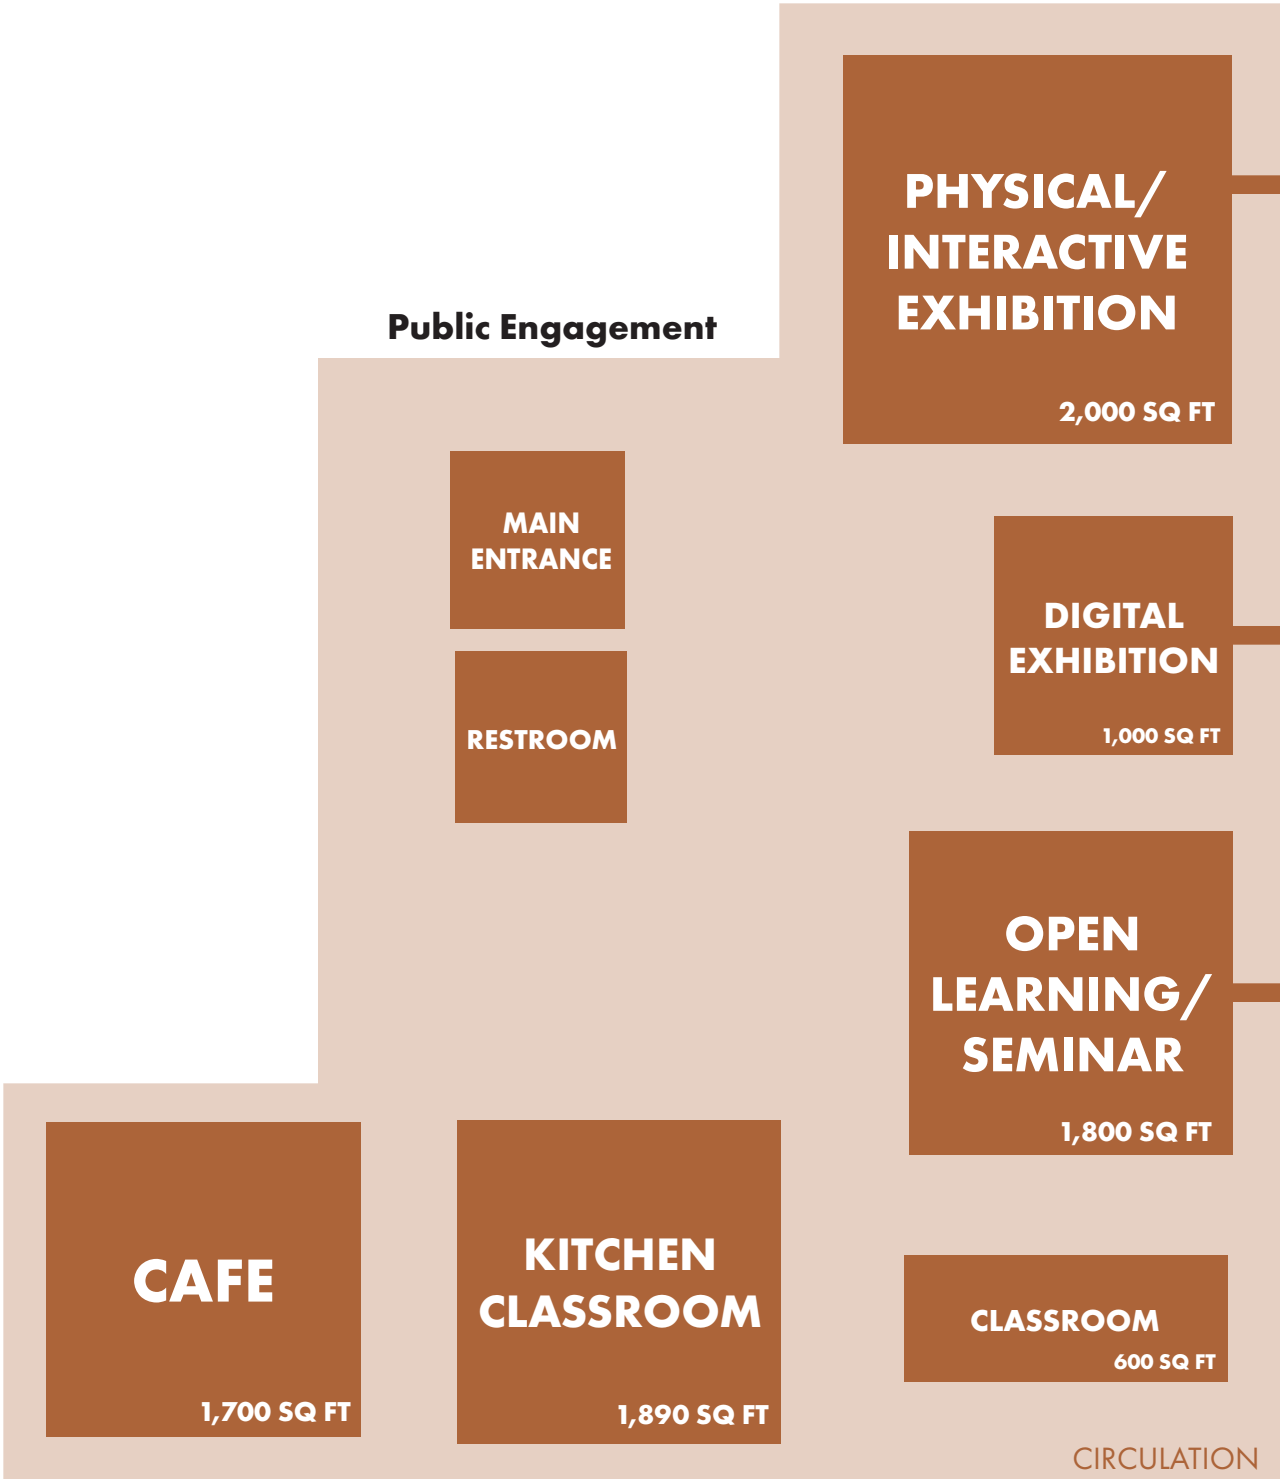 PHYSICAL/
INTERACTIVE
EXHIBITION
2,000 SQ FT
Public Engagement
MAIN
ENTRANCE
RESTROOM
DIGITAL
EXHIBITION
1,000 SQ FT
OPEN
LEARNING/
SEMINAR
1,800 SQ FT
CAFE
1,700 SQ FT
KITCHEN
CLASSROOM
1,890 SQ FT
CLASSROOM
600 SQ FT
CIRCULATION